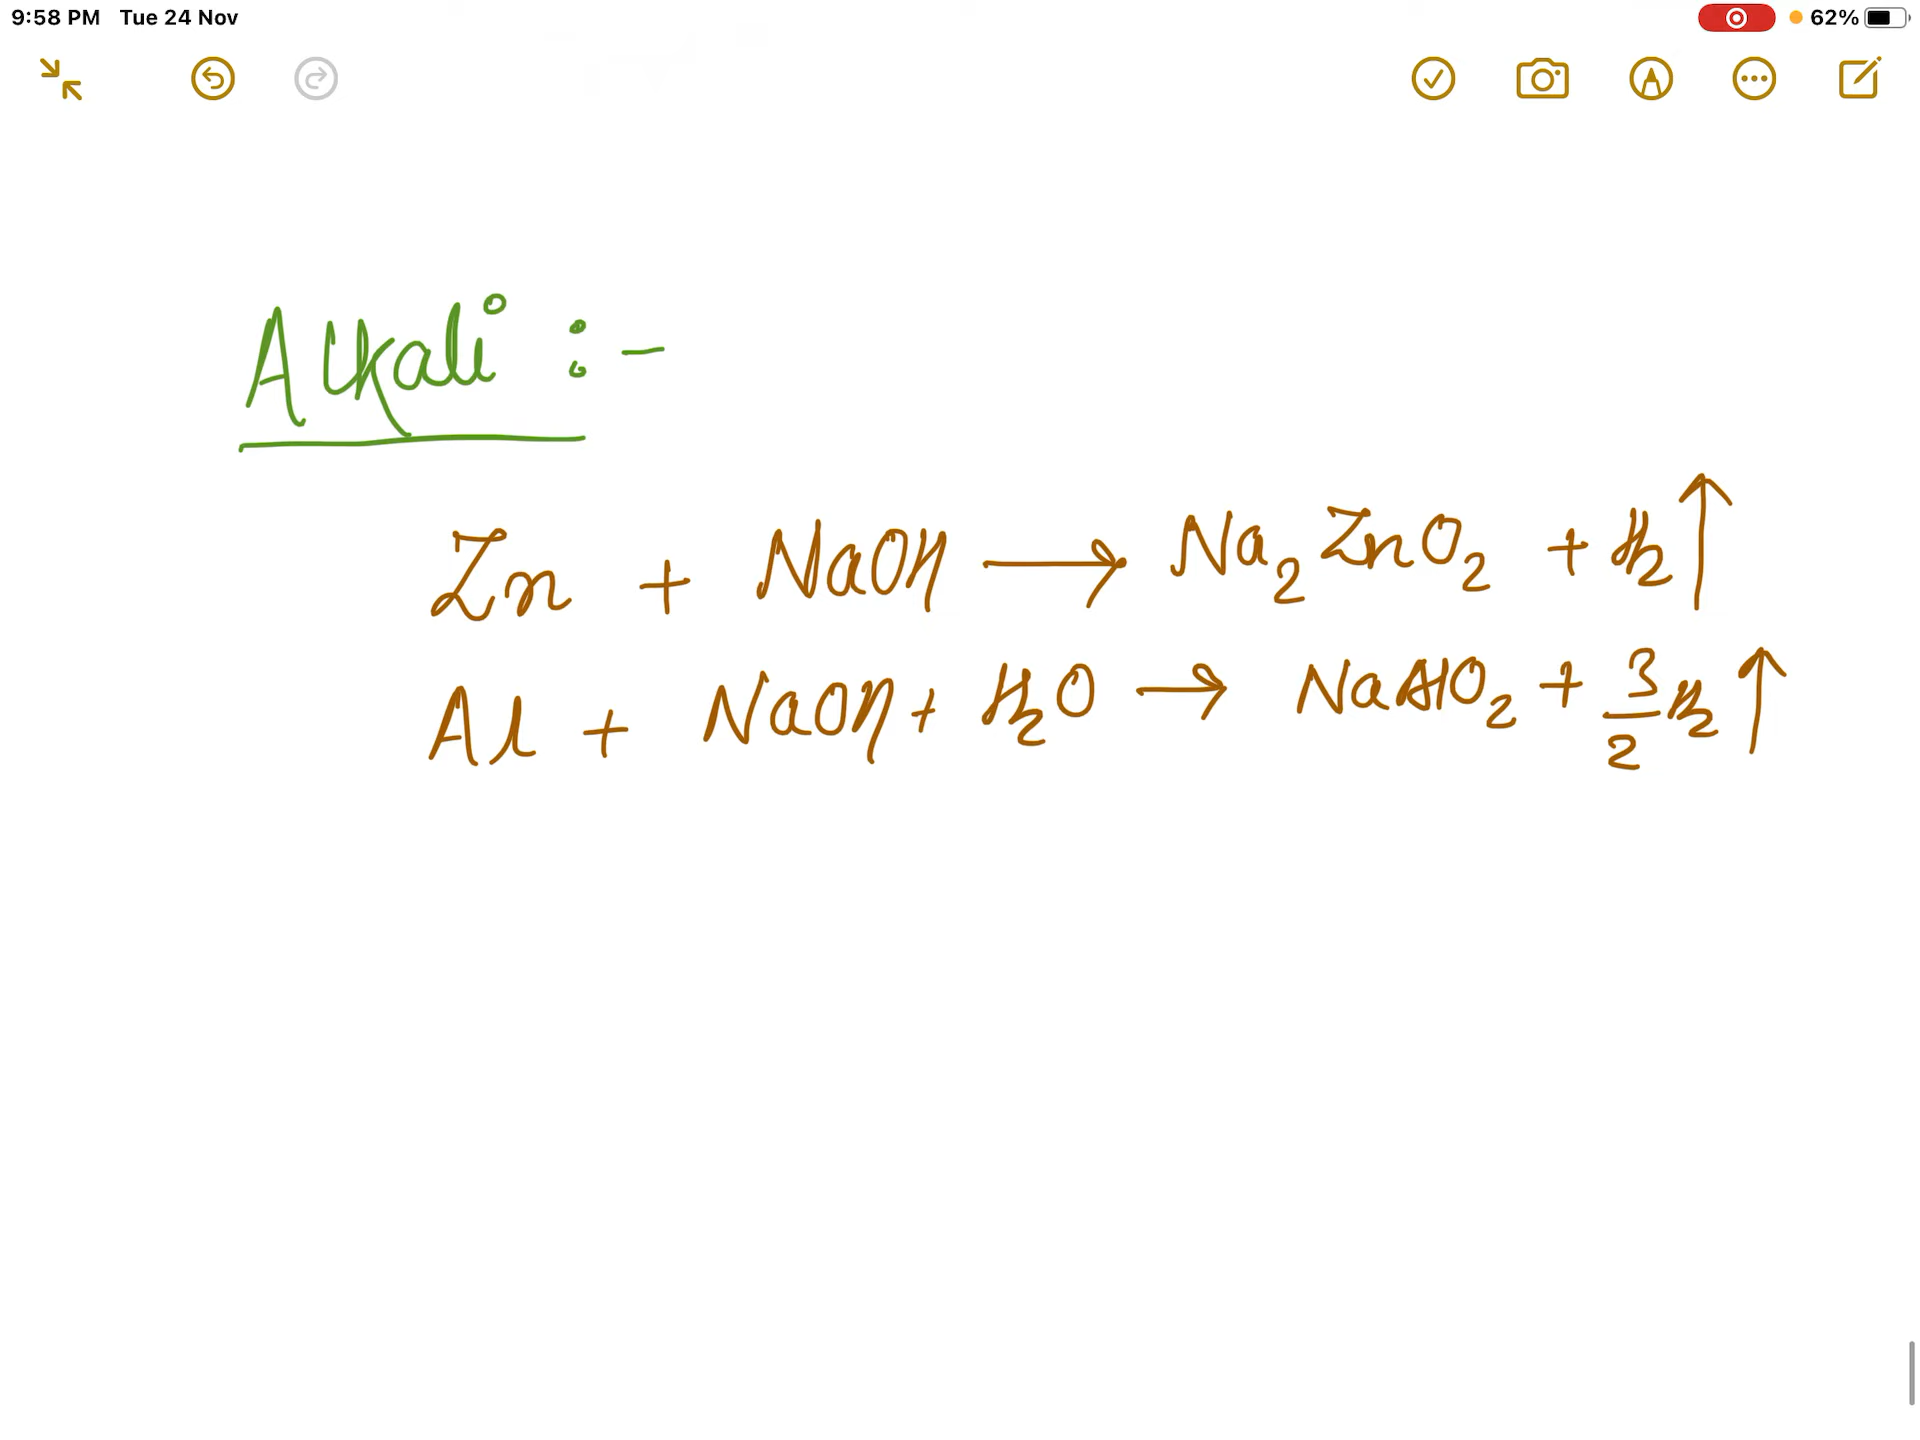 9:58 PM Tue 24 Nov 62%
Alkali :-
Zn + NaOH → Na₂ZnO₂ + H₂↑
Al + NaOH + H₂O → NaAlO₂ + 3/2 H₂↑